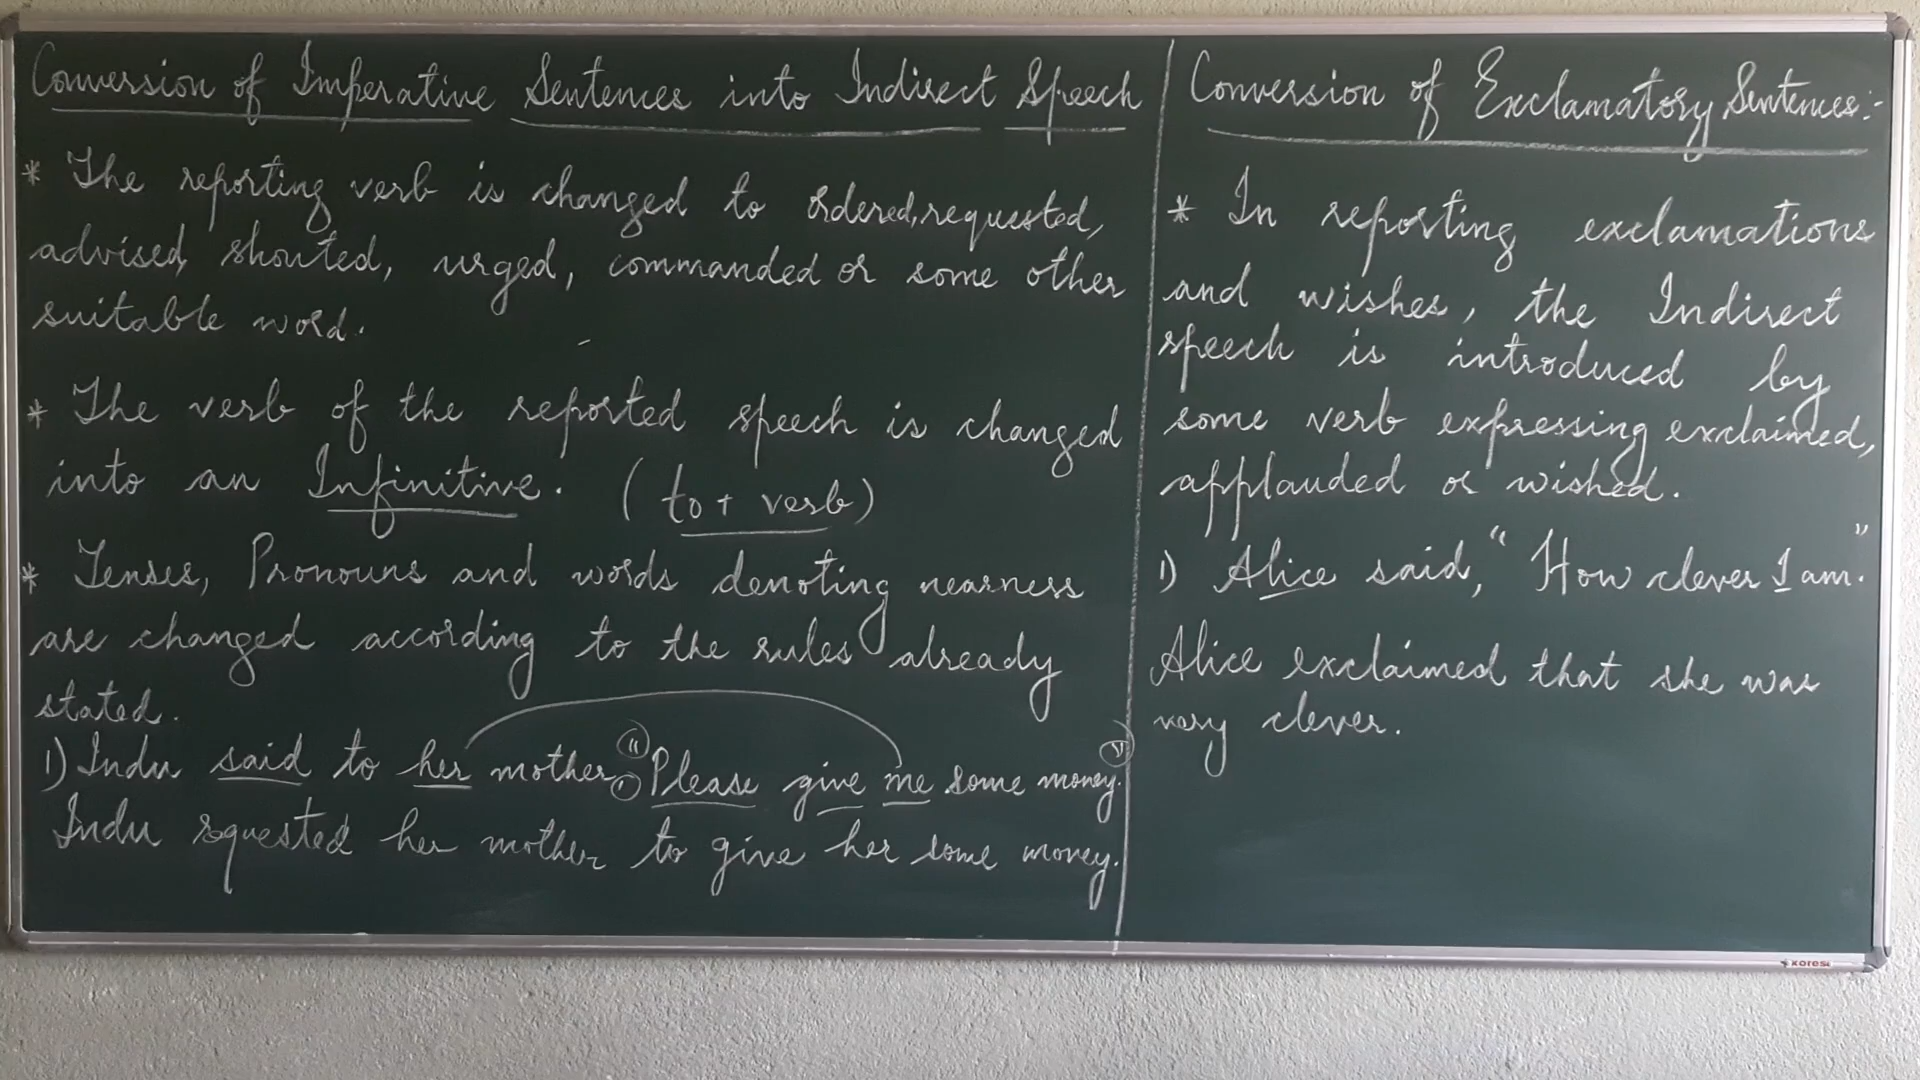 Conversion of Imperative Sentences into Indirect Speech
* The reporting verb is changed to ordered, requested,
advised, shouted, urged, commanded or some other
suitable word.
* The verb of the reported speech is changed
into an Infinitive. (to + verb)
* Tenses, Pronouns and words denoting nearness
are changed according to the rules already
stated.
1) Indu said to her mother, "Please give me some money."
Indu requested her mother to give her some money.
Conversion of Exclamatory Sentences:-
* In reporting exclamations
and wishes, the Indirect
speech is introduced by
some verb expressing exclaimed,
applauded or wished.
1) Alice said, "How clever I am."
Alice exclaimed that she was
very clever.
Kores